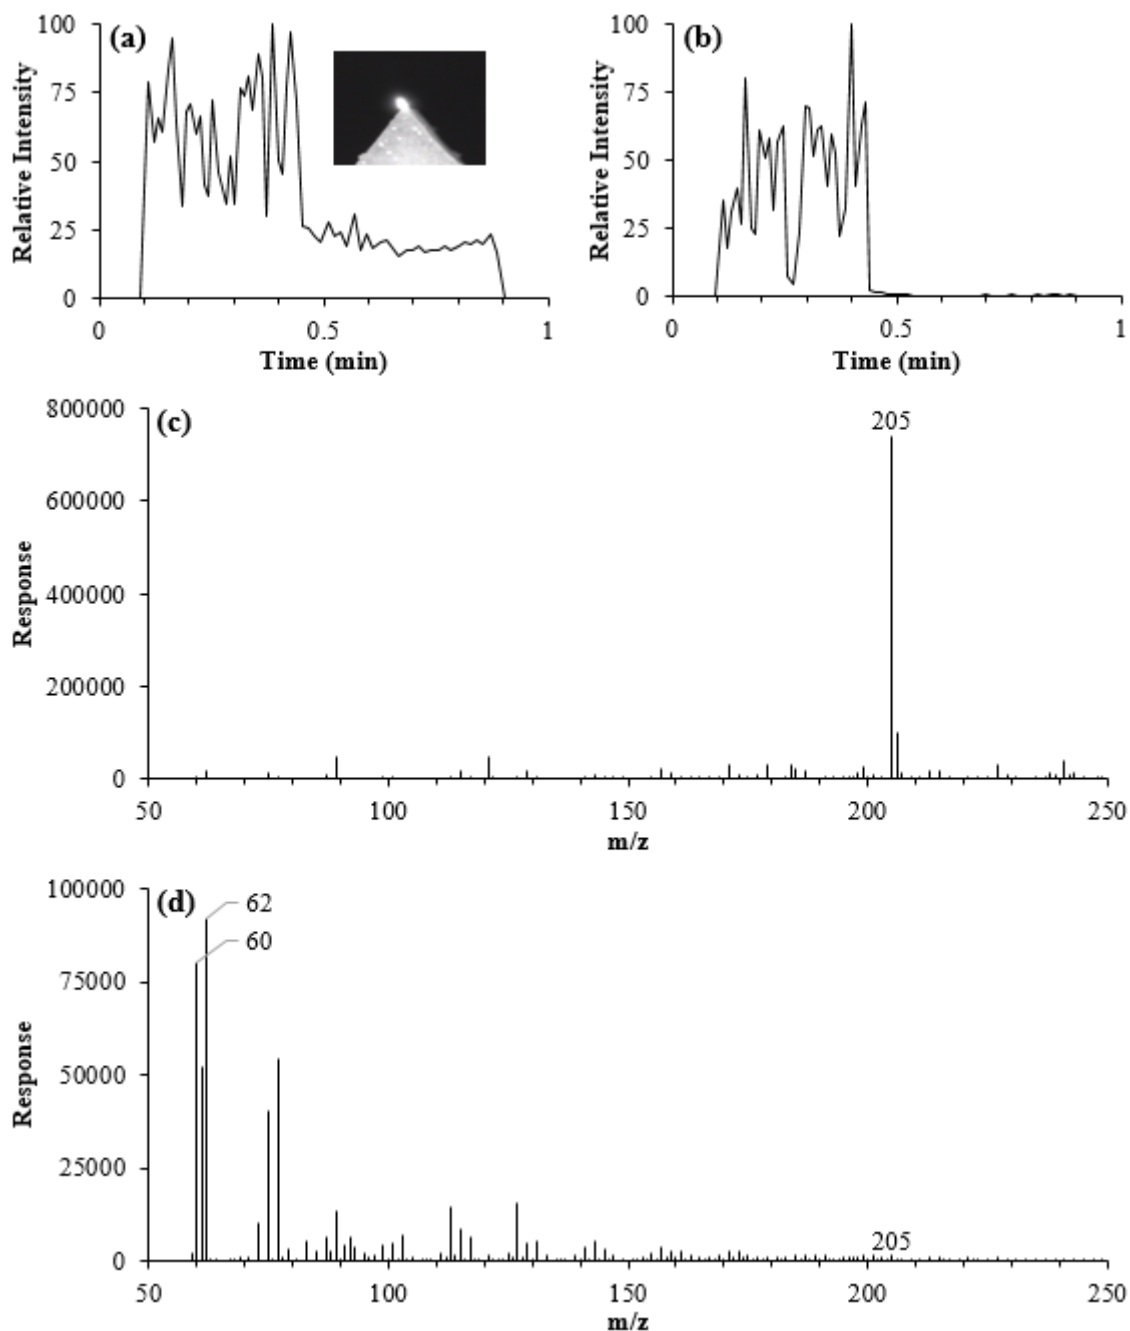 (a)
Relative Intensity
100
75
50
25
0
0 0.5 1
Time (min)
(b)
Relative Intensity
100
75
50
25
0
0 0.5 1
Time (min)
(c)
Response
800000
600000
400000
200000
0
205
50 100 150 200 250
m/z
(d)
Response
100000
75000
50000
25000
0
62
60
205
50 100 150 200 250
m/z